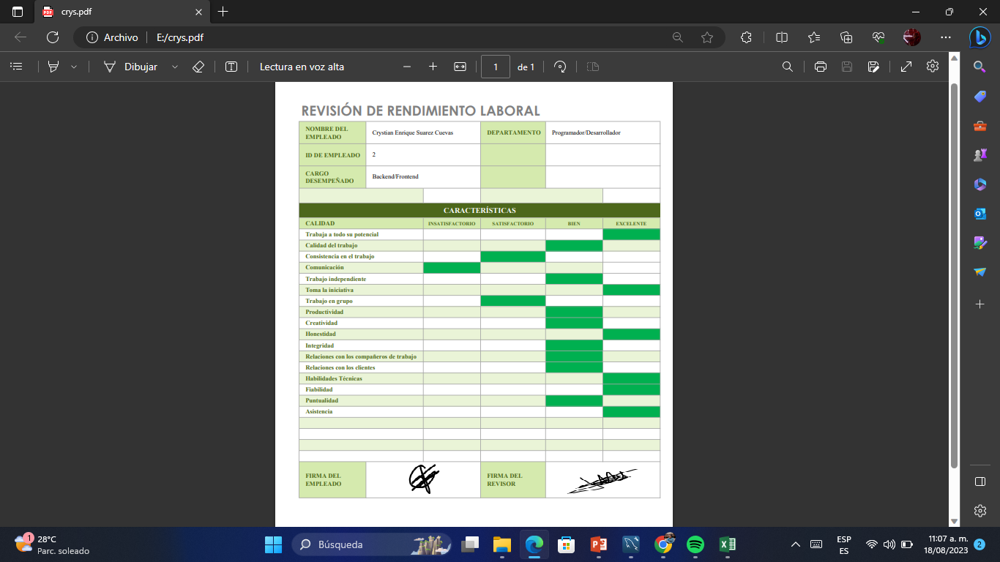 crys.pdf
Archivo
E:/crys.pdf
Dibujar
Lectura en voz alta
1
de 1
REVISIÓN DE RENDIMIENTO LABORAL
NOMBRE DEL EMPLEADO Crystian Enrique Suarez Cuevas DEPARTAMENTO Programador/Desarrollador
ID DE EMPLEADO 2
CARGO DESEMPEÑADO Backend/Frontend
CARACTERÍSTICAS
CALIDAD INSATISFACTORIO SATISFACTORIO BIEN EXCELENTE
Trabaja a todo su potencial
Calidad del trabajo
Consistencia en el trabajo
Comunicación
Trabajo independiente
Toma la iniciativa
Trabajo en grupo
Productividad
Creatividad
Honestidad
Integridad
Relaciones con los compañeros de trabajo
Relaciones con los clientes
Habilidades Técnicas
Fiabilidad
Puntualidad
Asistencia
FIRMA DEL EMPLEADO FIRMA DEL REVISOR
1
28°C
Parc. soleado
Búsqueda
ESP
ES
11:07 a. m.
18/08/2023
2